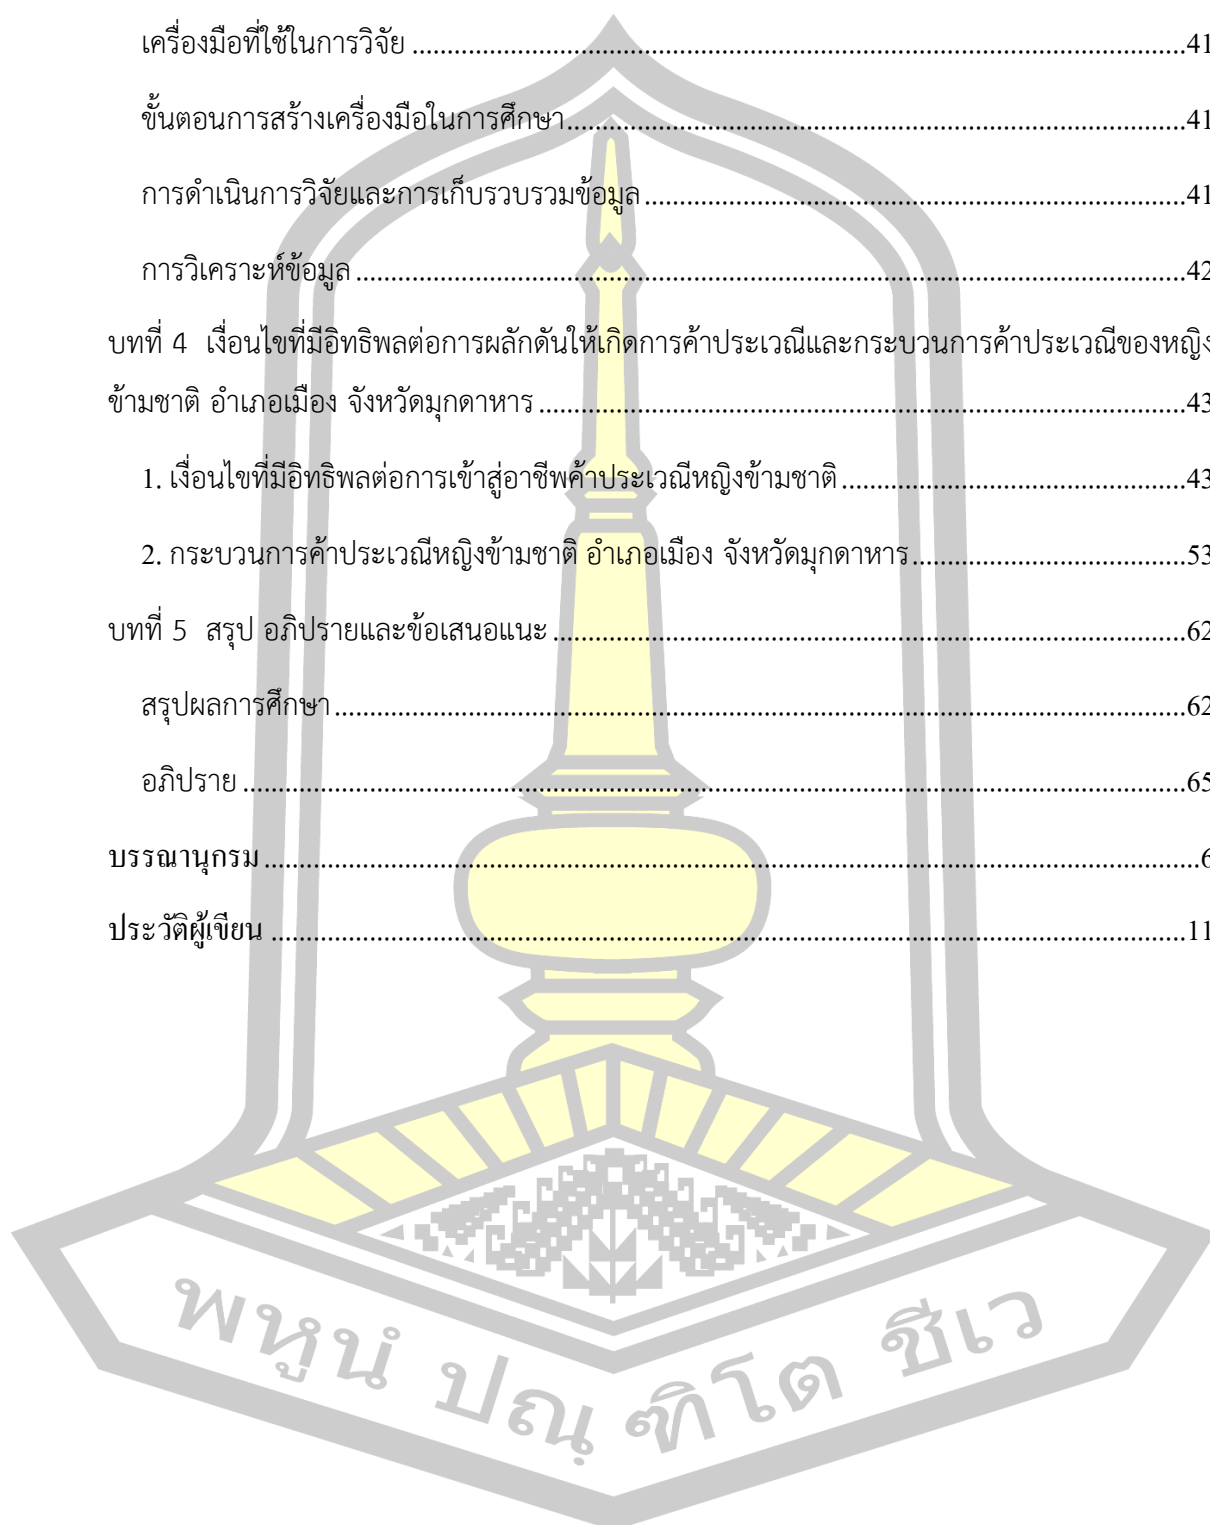 เครื่องมือที่ใช้ในการวิจัย ........................................................................................................41
ขั้นตอนการสร้างเครื่องมือในการศึกษา...................................................................................41
การดำเนินการวิจัยและการเก็บรวบรวมข้อมูล.........................................................................41
การวิเคราะห์ข้อมูล ................................................................................................................42
บทที่ 4 เงื่อนไขที่มีอิทธิพลต่อการผลักดันให้เกิดการค้าประเวณีและกระบวนการค้าประเวณีของหญิง
ข้ามชาติ อำเภอเมือง จังหวัดมุกดาหาร .......................................................................................43
1. เงื่อนไขที่มีอิทธิพลต่อการเข้าสู่อาชีพค้าประเวณีหญิงข้ามชาติ ..............................................43
2. กระบวนการค้าประเวณีหญิงข้ามชาติ อำเภอเมือง จังหวัดมุกดาหาร.....................................53
บทที่ 5 สรุป อภิปรายและข้อเสนอแนะ .....................................................................................62
สรุปผลการศึกษา...................................................................................................................62
อภิปราย ...............................................................................................................................65
บรรณานุกรม ............................................................................................................................6
ประวัติผู้เขียน ..........................................................................................................................11
พหูนํ ปณฺฑิโต ชีเว